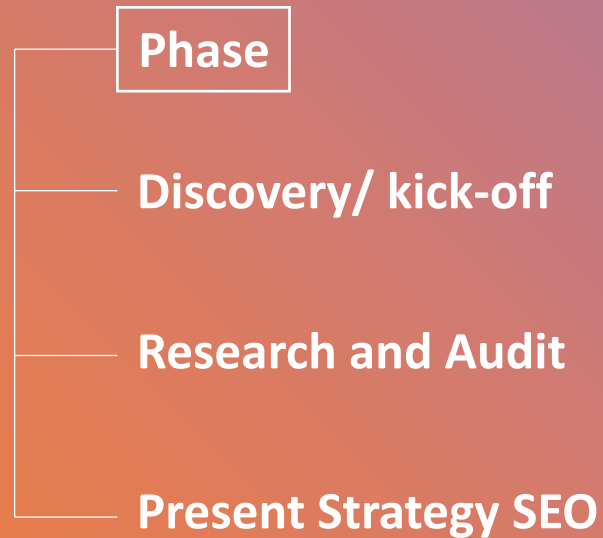 Phase
Discovery/ kick-off
Research and Audit
Present Strategy SEO